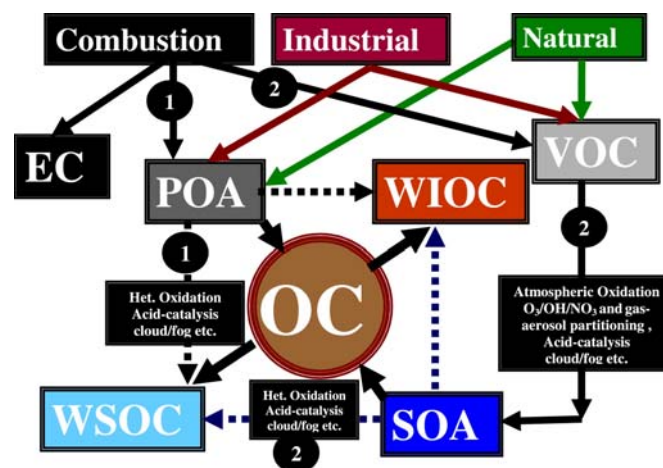 Combustion
Industrial
Natural
1
2
EC
POA
WIOC
VOC
1
2
Het. Oxidation
Acid-catalysis
cloud/fog etc.
OC
Atmospheric Oxidation
O₃/OH/NO₃ and gas-
aerosol partitioning ,
Acid-catalysis
cloud/fog etc.
WSOC
Het. Oxidation
Acid-catalysis
cloud/fog etc.
2
SOA